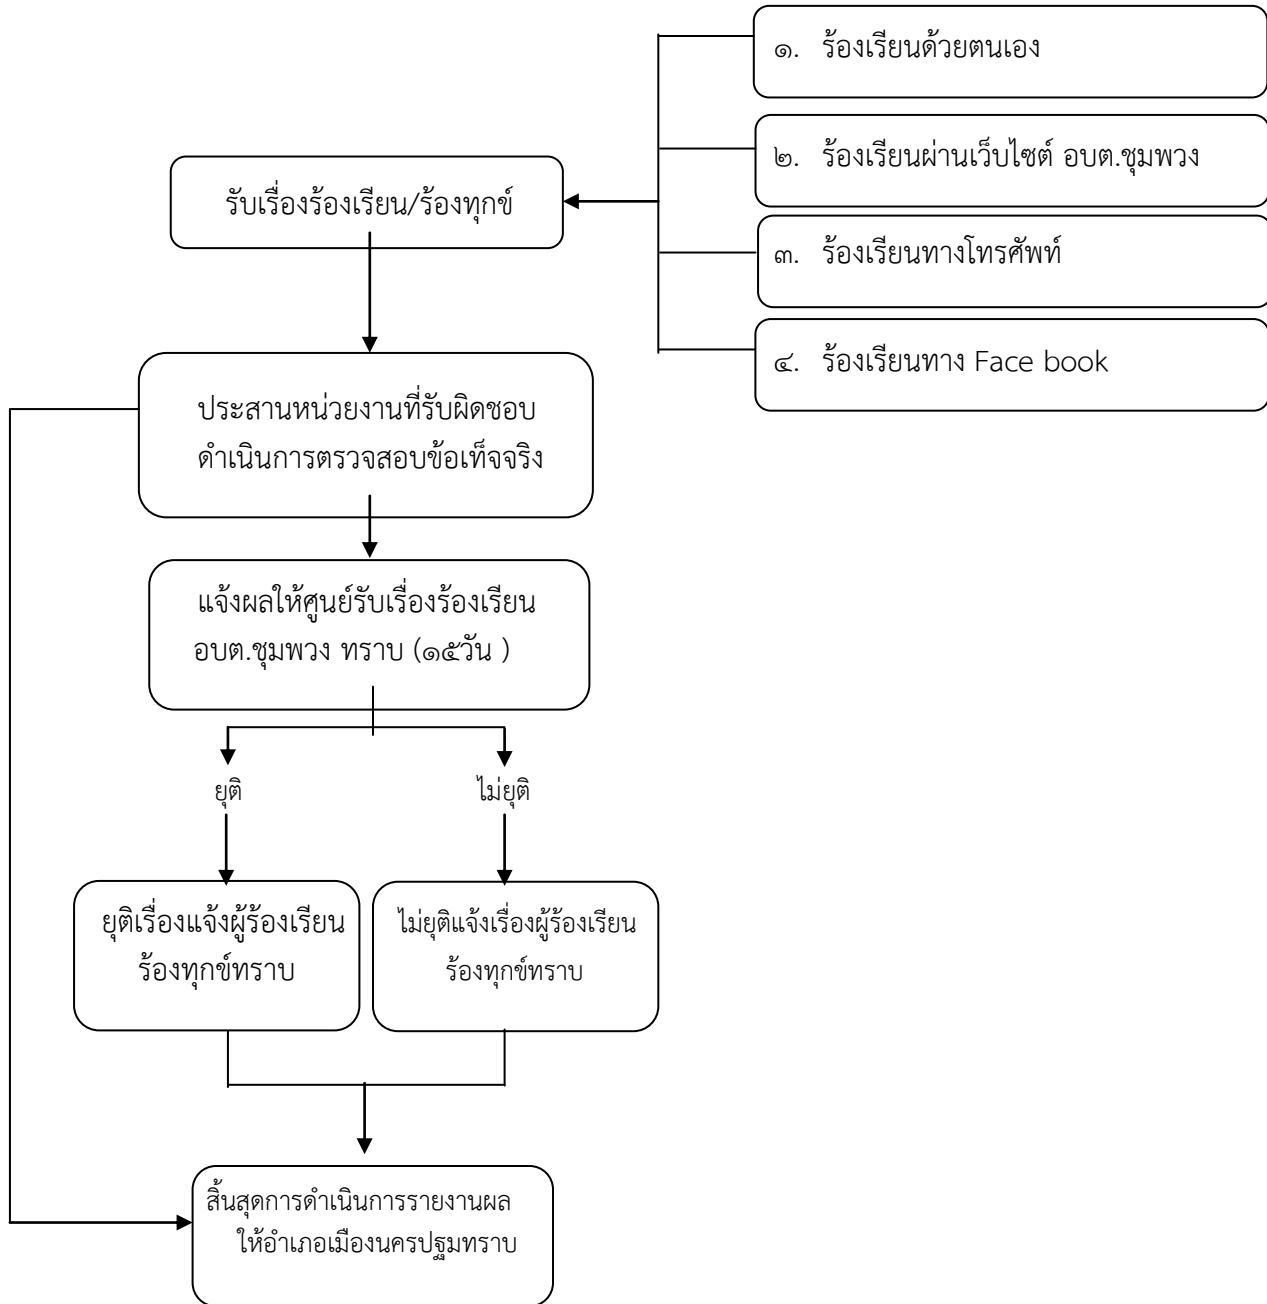 ๑. ร้องเรียนด้วยตนเอง
๒. ร้องเรียนผ่านเว็บไซต์ อบต.ชุมพวง
รับเรื่องร้องเรียน/ร้องทุกข์
๓. ร้องเรียนทางโทรศัพท์
๔. ร้องเรียนทาง Face book
ประสานหน่วยงานที่รับผิดชอบ
ดำเนินการตรวจสอบข้อเท็จจริง
แจ้งผลให้ศูนย์รับเรื่องร้องเรียน
อบต.ชุมพวง ทราบ (๑๕วัน )
ยุติ
ไม่ยุติ
ยุติเรื่องแจ้งผู้ร้องเรียน
ร้องทุกข์ทราบ
ไม่ยุติแจ้งเรื่องผู้ร้องเรียน
ร้องทุกข์ทราบ
สิ้นสุดการดำเนินการรายงานผล
ให้อำเภอเมืองนครปฐมทราบ